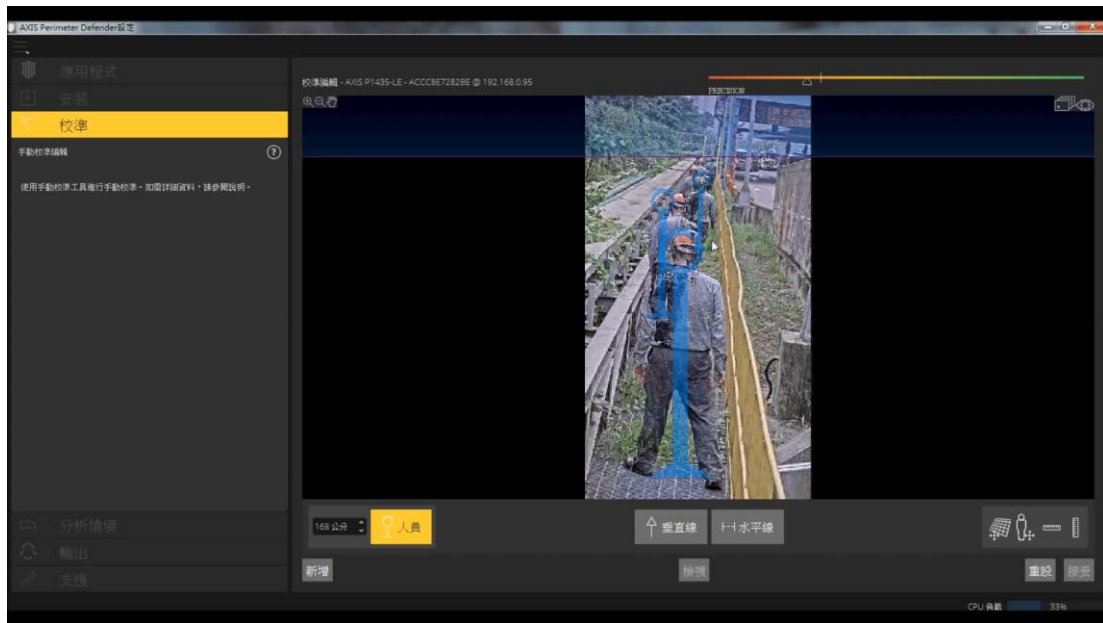 AXIS Perimeter Defender設定
應用程式
安裝
校準
手動校準編輯
使用手動校準工具進行手動校準。如需詳細資料，請參閱說明。
校準編輯 - AXIS P1435-LE - ACCC8E7282BE @ 192.168.0.95
PRECISION
168 公分
人員
垂直線
水平線
新增
檢視
重設
接受
分析情境
輸出
支援
CPU 負載
33%